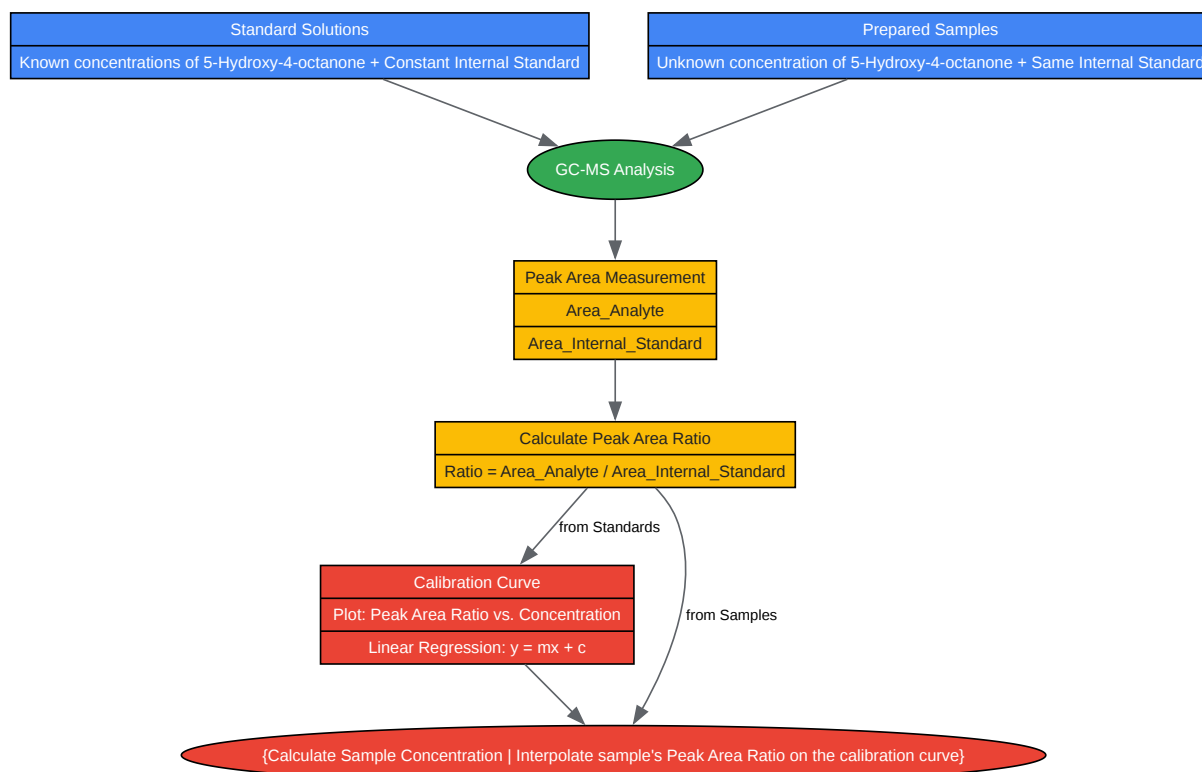 Standard Solutions
Known concentrations of 5-Hydroxy-4-octanone + Constant Internal Standard
Prepared Samples
Unknown concentration of 5-Hydroxy-4-octanone + Same Internal Standard
GC-MS Analysis
Peak Area Measurement
Area_Analyte
Area_Internal_Standard
Calculate Peak Area Ratio
Ratio = Area_Analyte / Area_Internal_Standard
from Standards
Calibration Curve
Plot: Peak Area Ratio vs. Concentration
Linear Regression: y = mx + c
from Samples
{Calculate Sample Concentration | Interpolate sample's Peak Area Ratio on the calibration curve}